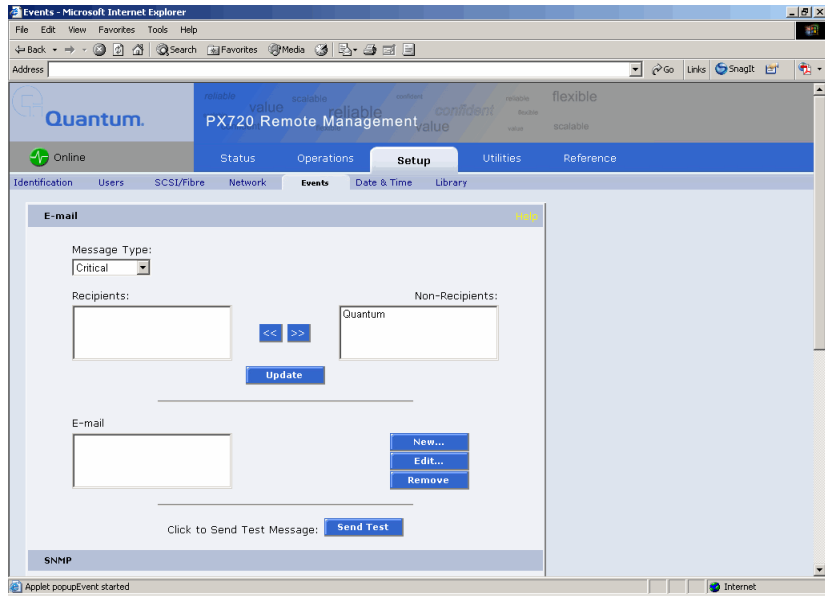 Events - Microsoft Internet Explorer
File Edit View Favorites Tools Help
Back Search Favorites Media
Address Go Links SnagIt
Quantum.
reliable value scalable reliable confident value reliable flexible
value scalable
PX720 Remote Management
Online Status Operations Setup Utilities Reference
Identification Users SCSI/Fibre Network Events Date & Time Library
E-mail Help
Message Type:
Critical
Recipients: Non-Recipients:
Quantum
<< >>
Update
E-mail
New...
Edit...
Remove
Click to Send Test Message: Send Test
SNMP
Applet popupEvent started Internet